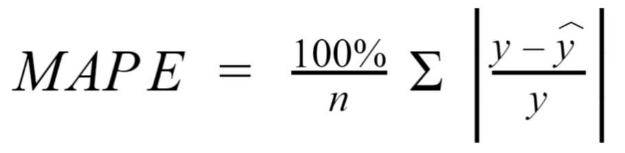 MAPE = 100%/n Σ |(y − ŷ)/y|